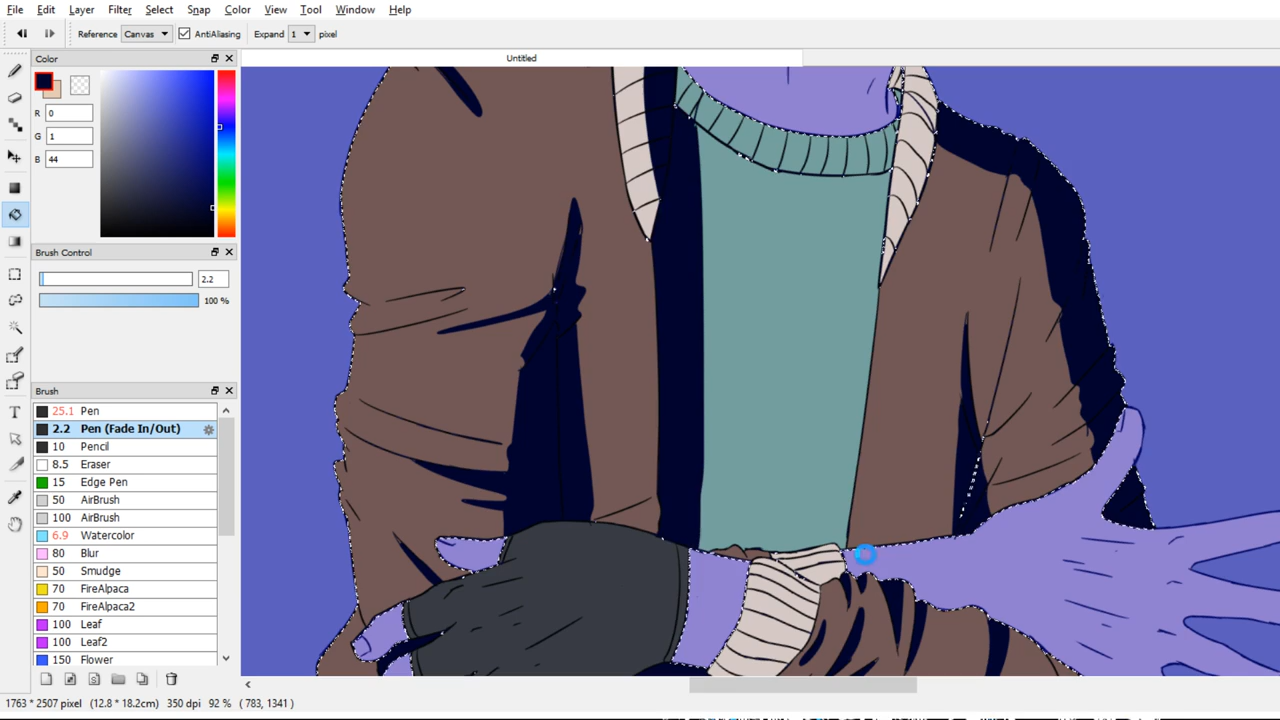 File Edit Layer Filter Select Snap Color View Tool Window Help
Reference Canvas AntiAliasing Expand 1 pixel
Color
Untitled
R 0
G 1
B 44
Brush Control
2.2
100 %
Brush
25.1 Pen
2.2 Pen (Fade In/Out)
10 Pencil
8.5 Eraser
15 Edge Pen
50 AirBrush
100 AirBrush
6.9 Watercolor
80 Blur
50 Smudge
70 FireAlpaca
70 FireAlpaca2
100 Leaf
100 Leaf2
150 Flower
1763 * 2507 pixel (12.8 * 18.2cm) 350 dpi 92 % ( 783, 1341 )